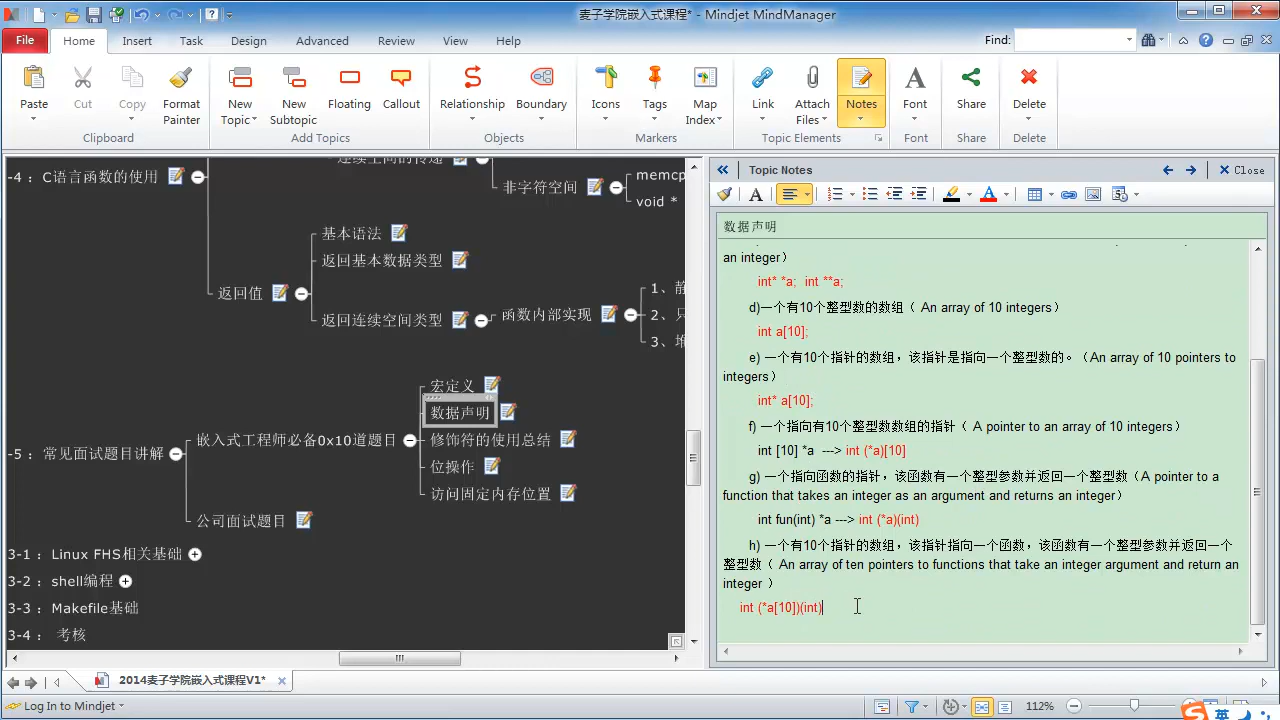 麦子学院嵌入式课程* - Mindjet MindManager
File Home Insert Task Design Advanced Review View Help Find:
Paste Cut Copy Format Painter
New Topic New Subtopic Floating Callout
Relationship Boundary
Icons Tags Map Index
Link Attach Files Notes
Font Share Delete
Clipboard Add Topics Objects Markers Topic Elements Font Share Delete
连续空间的传递
-4 : C语言函数的使用
非字符空间
memcp
void *
基本语法
返回基本数据类型
返回值
返回连续空间类型
函数内部实现
1、静
2、只
3、堆
宏定义
数据声明
嵌入式工程师必备0x10道题目
修饰符的使用总结
-5 : 常见面试题目讲解
位操作
访问固定内存位置
公司面试题目
3-1 : Linux FHS相关基础
3-2 : shell编程
3-3 : Makefile基础
3-4 : 考核
Topic Notes Close
数据声明
an integer）
int* *a; int **a;
d)一个有10个整型数的数组（ An array of 10 integers）
int a[10];
e) 一个有10个指针的数组，该指针是指向一个整型数的。（An array of 10 pointers to
integers）
int* a[10];
f) 一个指向有10个整型数数组的指针（ A pointer to an array of 10 integers）
int [10] *a ---> int (*a)[10]
g) 一个指向函数的指针，该函数有一个整型参数并返回一个整型数（A pointer to a
function that takes an integer as an argument and returns an integer）
int fun(int) *a ---> int (*a)(int)
h) 一个有10个指针的数组，该指针指向一个函数，该函数有一个整型参数并返回一个
整型数（ An array of ten pointers to functions that take an integer argument and return an
integer ）
int (*a[10])(int)
2014麦子学院嵌入式课程V1*
Log In to Mindjet
112%
英